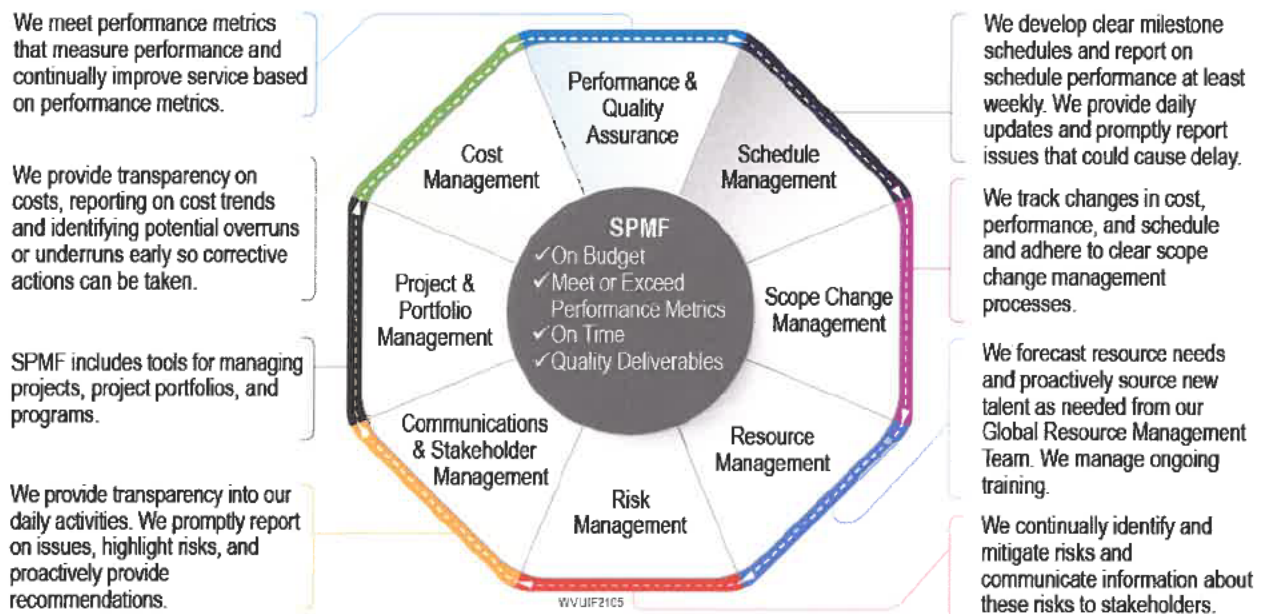 We meet performance metrics
that measure performance and
continually improve service based
on performance metrics.
We provide transparency on
costs, reporting on cost trends
and identifying potential overruns
or underruns early so corrective
actions can be taken.
SPMF includes tools for managing
projects, project portfolios, and
programs.
We provide transparency into our
daily activities. We promptly report
on issues, highlight risks, and
proactively provide
recommendations.
Performance &
Quality
Assurance
Cost
Management
Schedule
Management
SPMF
✓On Budget
✓Meet or Exceed
Performance Metrics
✓On Time
✓Quality Deliverables
Project &
Portfolio
Management
Scope Change
Management
Communications
& Stakeholder
Management
Resource
Management
Risk
Management
WVUIF2105
We develop clear milestone
schedules and report on
schedule performance at least
weekly. We provide daily
updates and promptly report
issues that could cause delay.
We track changes in cost,
performance, and schedule
and adhere to clear scope
change management
processes.
We forecast resource needs
and proactively source new
talent as needed from our
Global Resource Management
Team. We manage ongoing
training.
We continually identify and
mitigate risks and
communicate information about
these risks to stakeholders.